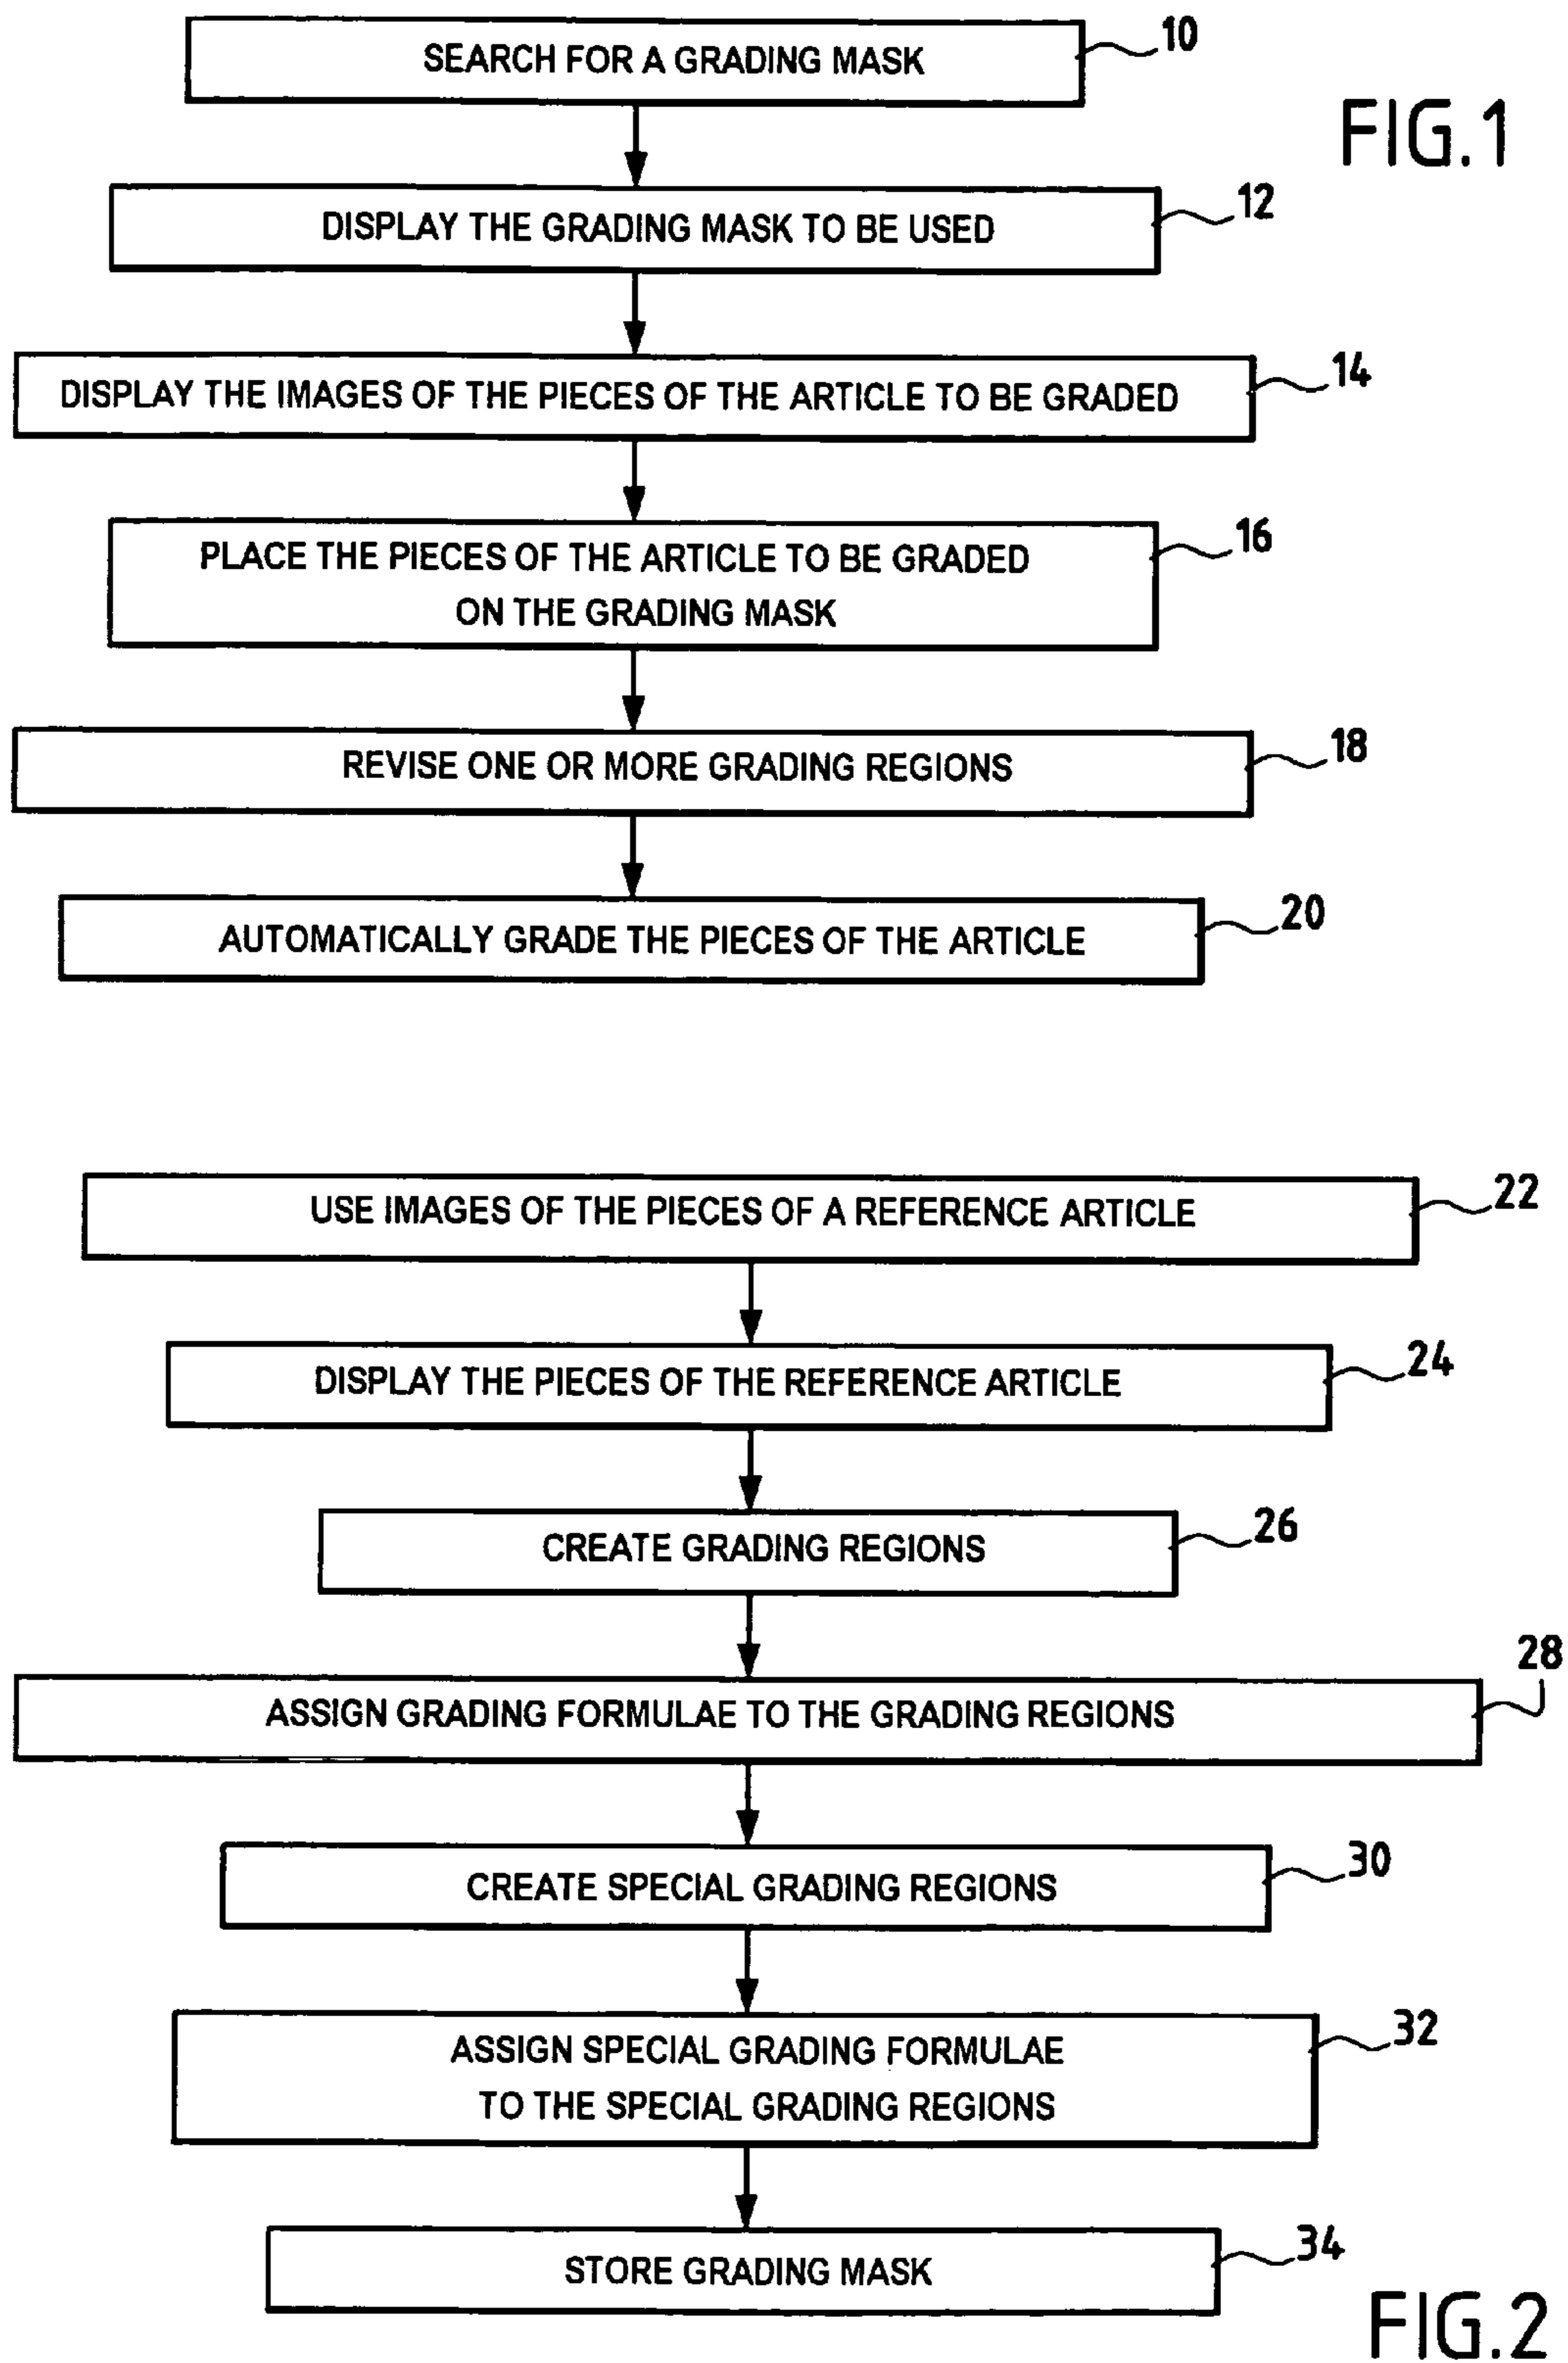 SEARCH FOR A GRADING MASK
10
FIG.1
DISPLAY THE GRADING MASK TO BE USED
12
DISPLAY THE IMAGES OF THE PIECES OF THE ARTICLE TO BE GRADED
14
PLACE THE PIECES OF THE ARTICLE TO BE GRADED
ON THE GRADING MASK
16
REVISE ONE OR MORE GRADING REGIONS
18
AUTOMATICALLY GRADE THE PIECES OF THE ARTICLE
20
USE IMAGES OF THE PIECES OF A REFERENCE ARTICLE
22
DISPLAY THE PIECES OF THE REFERENCE ARTICLE
24
CREATE GRADING REGIONS
26
ASSIGN GRADING FORMULAE TO THE GRADING REGIONS
28
CREATE SPECIAL GRADING REGIONS
30
ASSIGN SPECIAL GRADING FORMULAE
TO THE SPECIAL GRADING REGIONS
32
STORE GRADING MASK
34
FIG.2